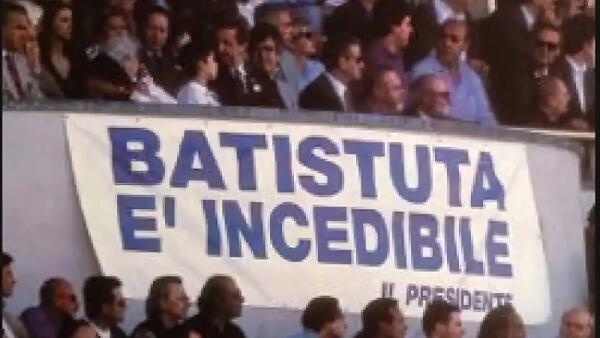 BATISTUTA
E' INCEDIBILE
IL PRESIDENTE